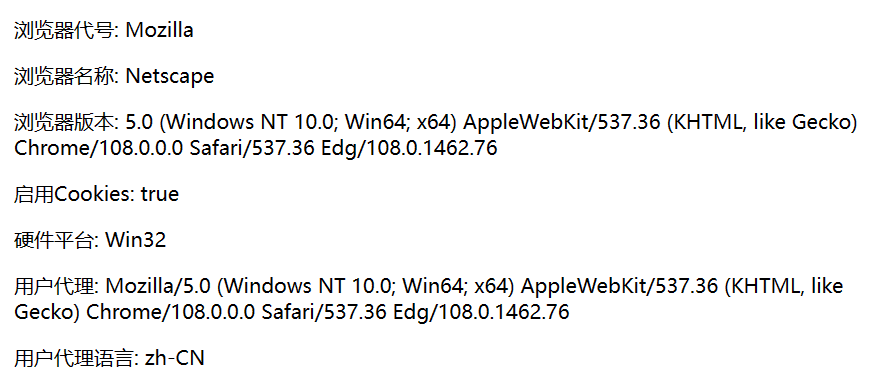 浏览器代号: Mozilla
浏览器名称: Netscape
浏览器版本: 5.0 (Windows NT 10.0; Win64; x64) AppleWebKit/537.36 (KHTML, like Gecko)
Chrome/108.0.0.0 Safari/537.36 Edg/108.0.1462.76
启用Cookies: true
硬件平台: Win32
用户代理: Mozilla/5.0 (Windows NT 10.0; Win64; x64) AppleWebKit/537.36 (KHTML, like
Gecko) Chrome/108.0.0.0 Safari/537.36 Edg/108.0.1462.76
用户代理语言: zh-CN